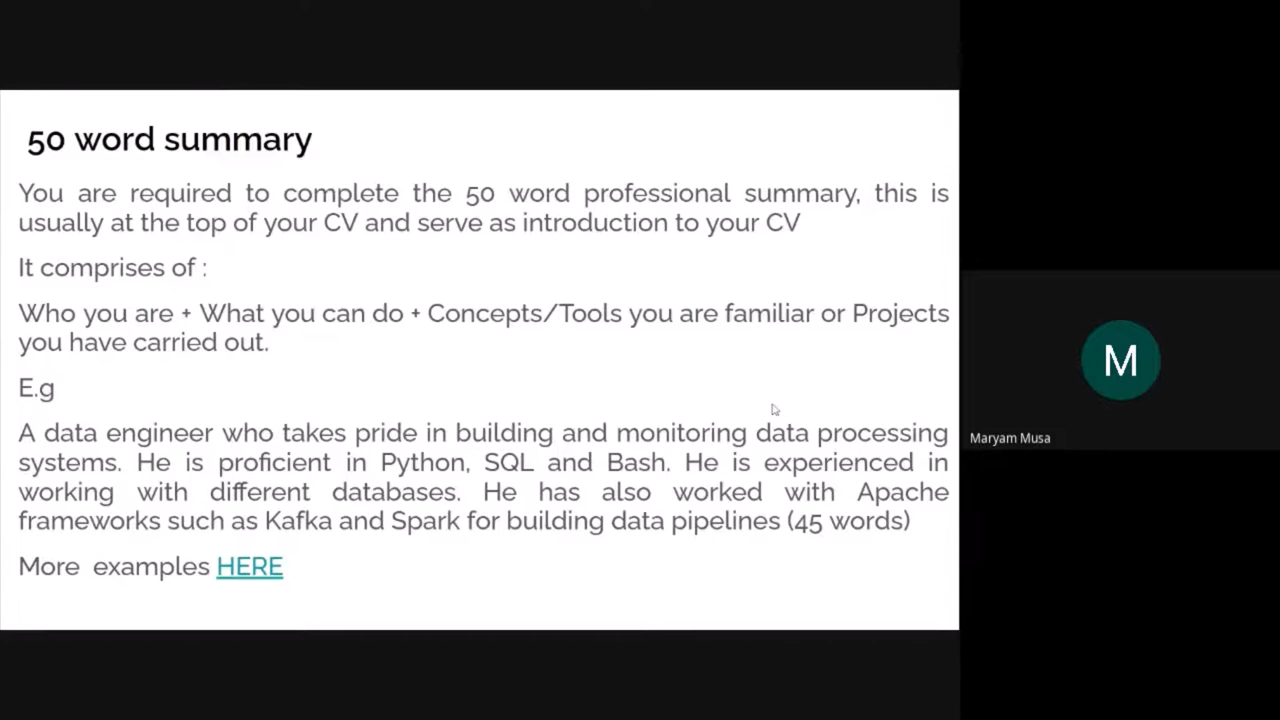 50 word summary
You are required to complete the 50 word professional summary, this is
usually at the top of your CV and serve as introduction to your CV
It comprises of :
Who you are + What you can do + Concepts/Tools you are familiar or Projects
you have carried out.
E.g
A data engineer who takes pride in building and monitoring data processing
systems. He is proficient in Python, SQL and Bash. He is experienced in
working with different databases. He has also worked with Apache
frameworks such as Kafka and Spark for building data pipelines (45 words)
More examples HERE
M
Maryam Musa